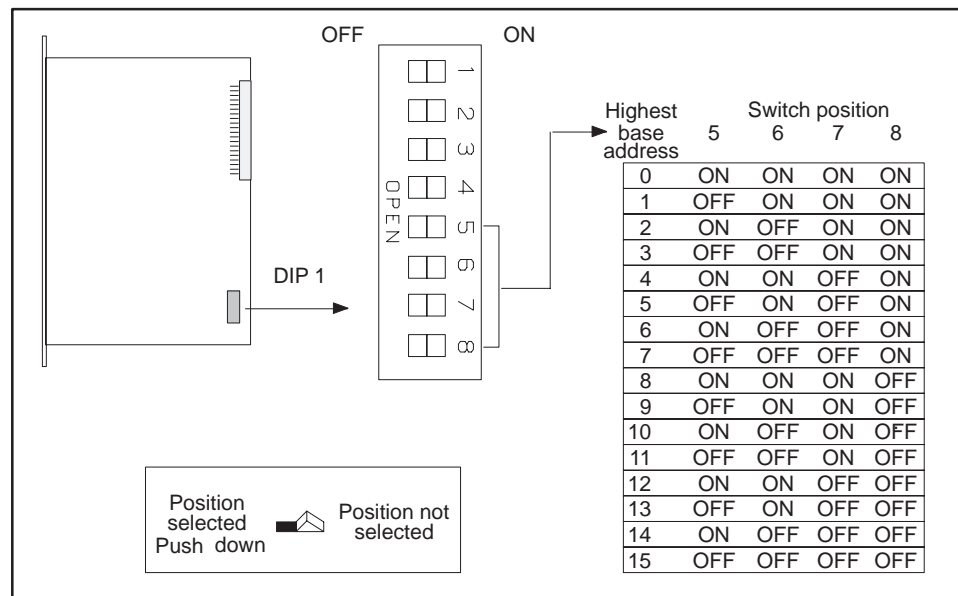 OFF ON
1
2
3
4
5
6
7
8
OPEN
DIP 1
Highest base address
Switch position
5 6 7 8
0 ON ON ON ON
1 OFF ON ON ON
2 ON OFF ON ON
3 OFF OFF ON ON
4 ON ON OFF ON
5 OFF ON OFF ON
6 ON OFF OFF ON
7 OFF OFF OFF ON
8 ON ON ON OFF
9 OFF ON ON OFF
10 ON OFF ON OFF
11 OFF OFF ON OFF
12 ON ON OFF OFF
13 OFF ON OFF OFF
14 ON OFF OFF OFF
15 OFF OFF OFF OFF
Position
selected
Push down
Position not
selected